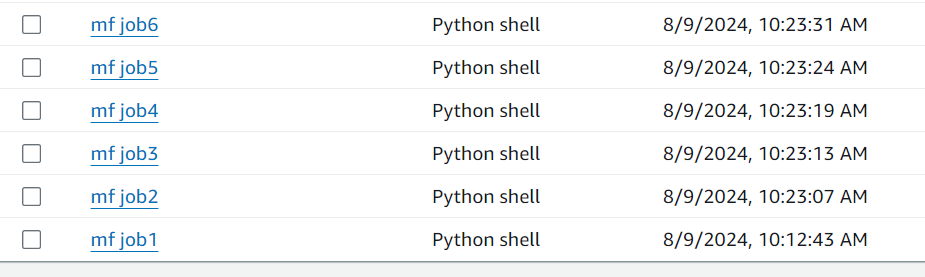 mf job6 Python shell 8/9/2024, 10:23:31 AM
mf job5 Python shell 8/9/2024, 10:23:24 AM
mf job4 Python shell 8/9/2024, 10:23:19 AM
mf job3 Python shell 8/9/2024, 10:23:13 AM
mf job2 Python shell 8/9/2024, 10:23:07 AM
mf job1 Python shell 8/9/2024, 10:12:43 AM